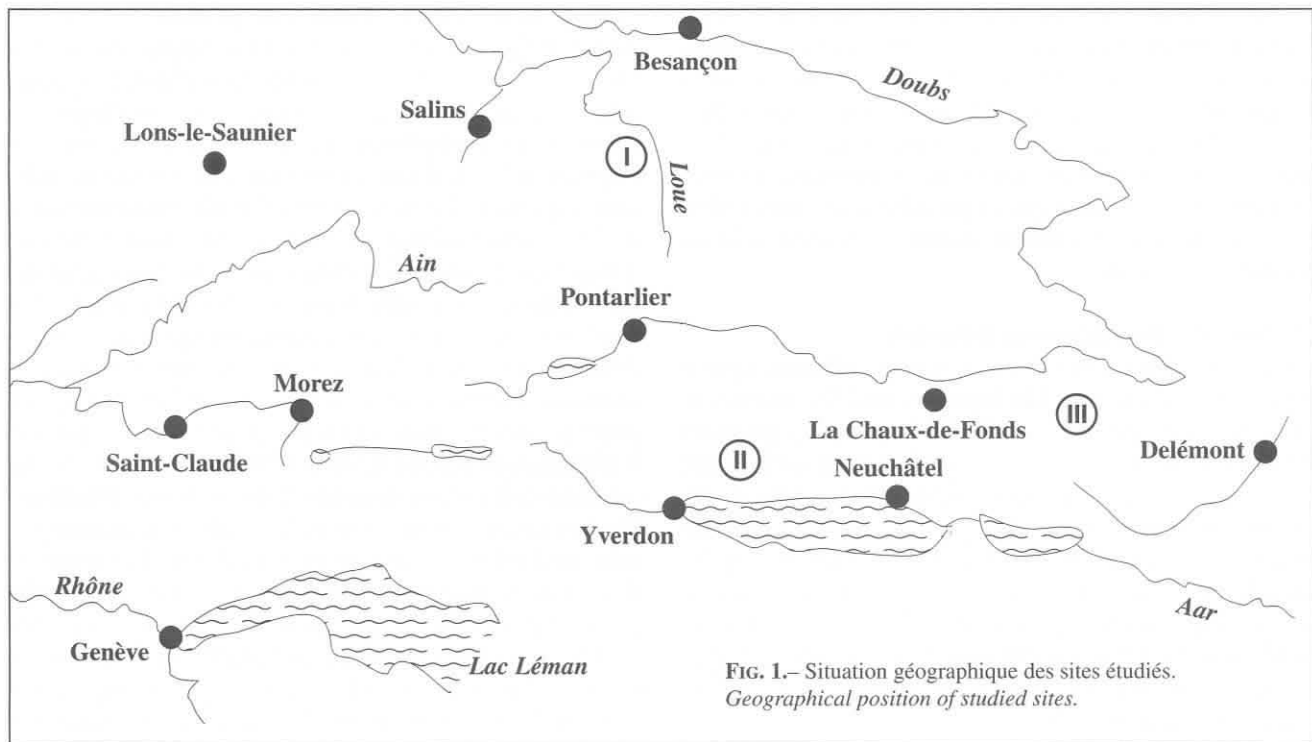 Besançon
Doubs
Salins
Lons-le-Saunier
I
Loue
Ain
Pontarlier
Morez
III
La Chaux-de-Fonds
Saint-Claude
Delémont
II
Neuchâtel
Yverdon
Rhône
Aar
Genève
Lac Léman
FIG. 1.– Situation géographique des sites étudiés.
Geographical position of studied sites.